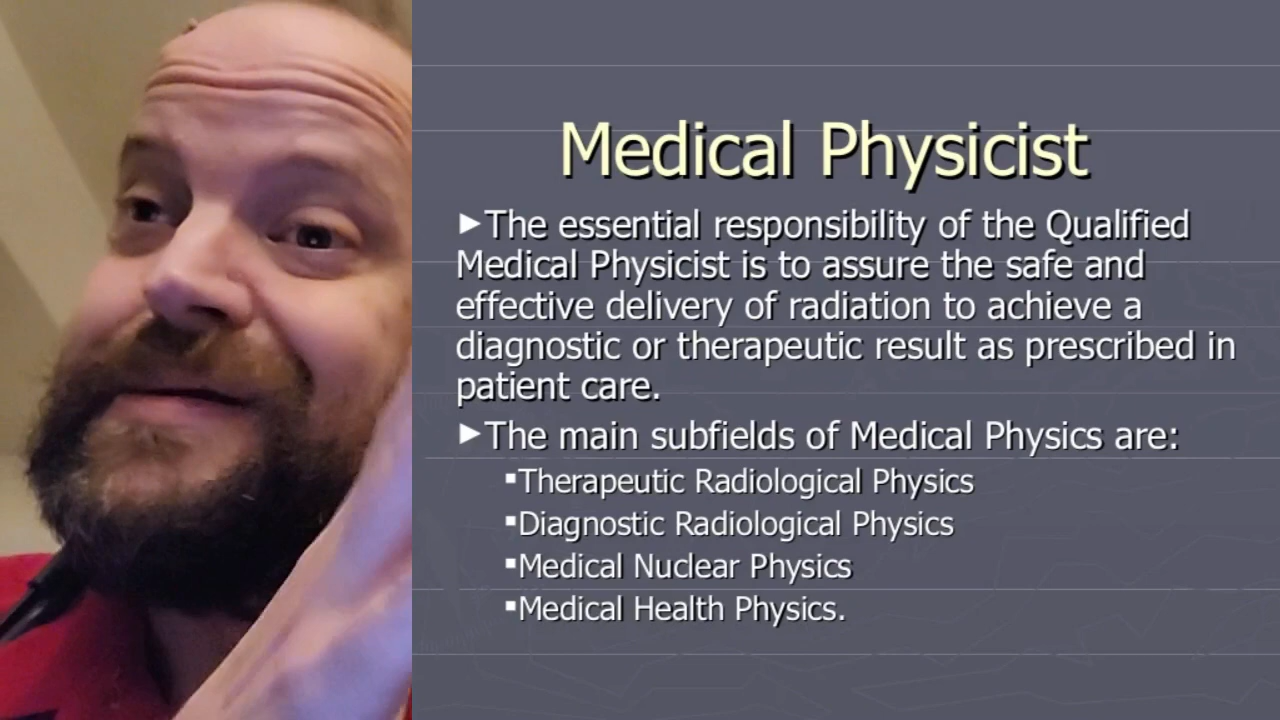 Medical Physicist
►The essential responsibility of the Qualified
Medical Physicist is to assure the safe and
effective delivery of radiation to achieve a
diagnostic or therapeutic result as prescribed in
patient care.
►The main subfields of Medical Physics are:
▪Therapeutic Radiological Physics
▪Diagnostic Radiological Physics
▪Medical Nuclear Physics
▪Medical Health Physics.